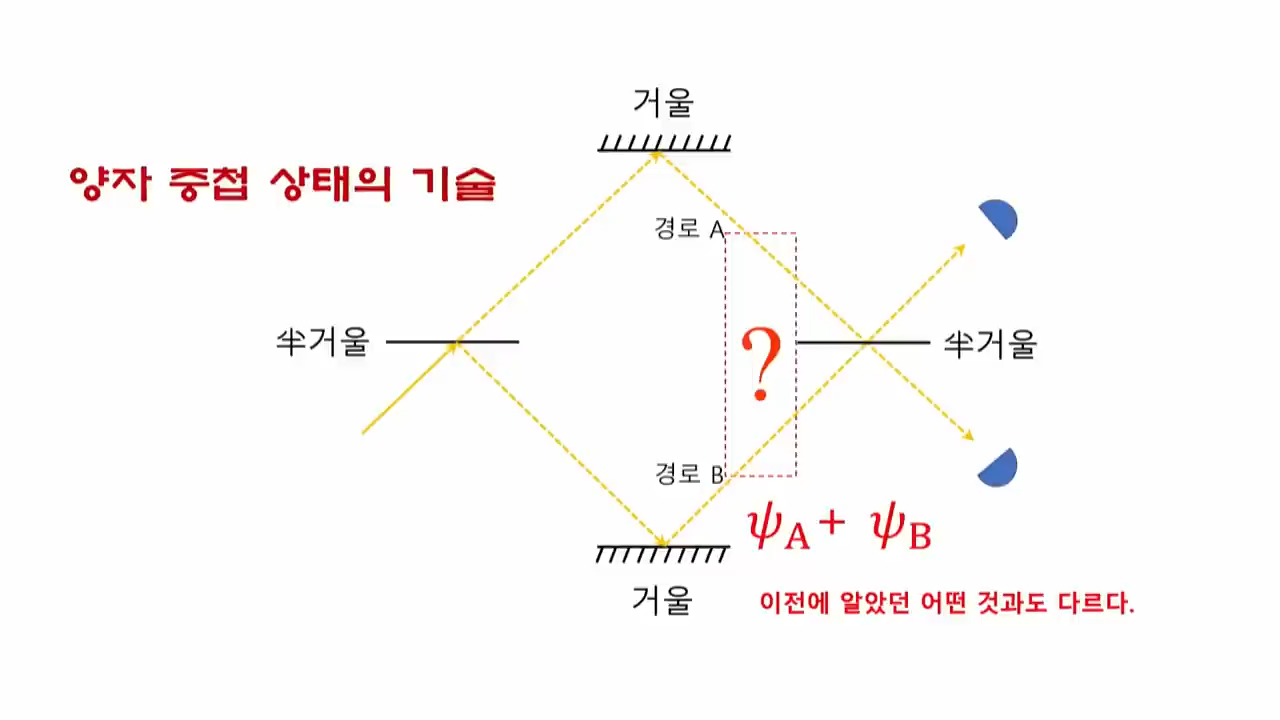 거울
양자 중첩 상태의 기술
경로 A
半거울
?
半거울
경로 B
ψA + ψB
거울
이전에 알았던 어떤 것과도 다르다.